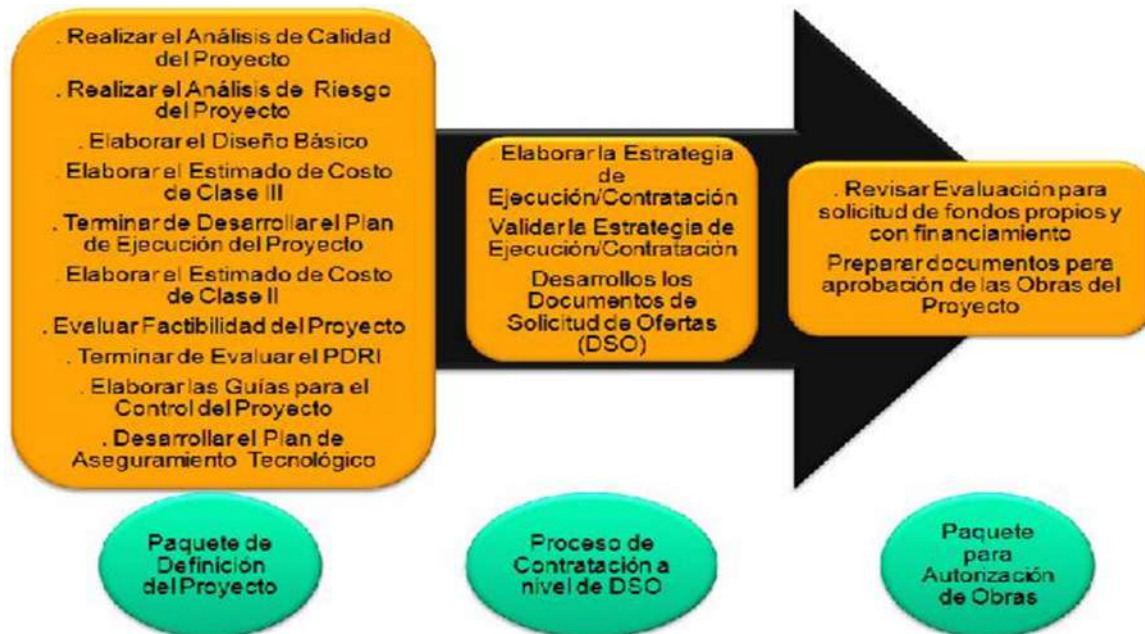 . Realizar el Análisis de Calidad
del Proyecto
. Realizar el Análisis de Riesgo
del Proyecto
. Elaborar el Diseño Básico
. Elaborar el Estimado de Costo
de Clase III
. Terminar de Desarrollar el Plan
de Ejecución del Proyecto
. Elaborar el Estimado de Costo
de Clase II
. Evaluar Factibilidad del Proyecto
. Terminar de Evaluar el PDRI
. Elaborar las Guías para el
Control del Proyecto
. Desarrollar el Plan de
Aseguramiento Tecnológico
. Elaborar la Estrategia
de
Ejecución/Contratación
Validar la Estrategia de
Ejecución/Contratación
Desarrollos los
Documentos de
Solicitud de Ofertas
(DSO)
. Revisar Evaluación para
solicitud de fondos propios y
con financiamiento
Preparar documentos para
aprobación de las Obras del
Proyecto
Paquete de
Definición
del Proyecto
Proceso de
Contratación a
nivel de DSO
Paquete
para
Autorización
de Obras